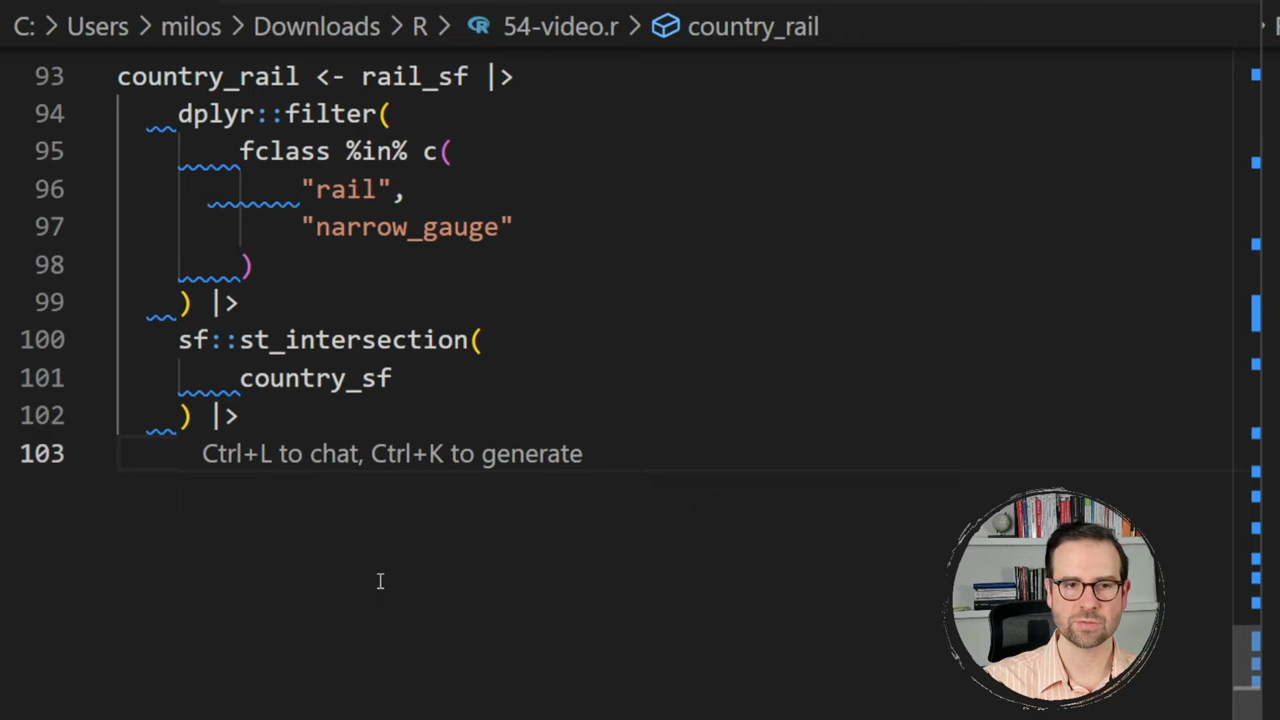 C: > Users > milos > Downloads > R > 54-video.r > country_rail
93 country_rail <- rail_sf |>
94 dplyr::filter(
95 fclass %in% c(
96 "rail",
97 "narrow_gauge"
98 )
99 ) |>
100 sf::st_intersection(
101 country_sf
102 ) |>
103 Ctrl+L to chat, Ctrl+K to generate